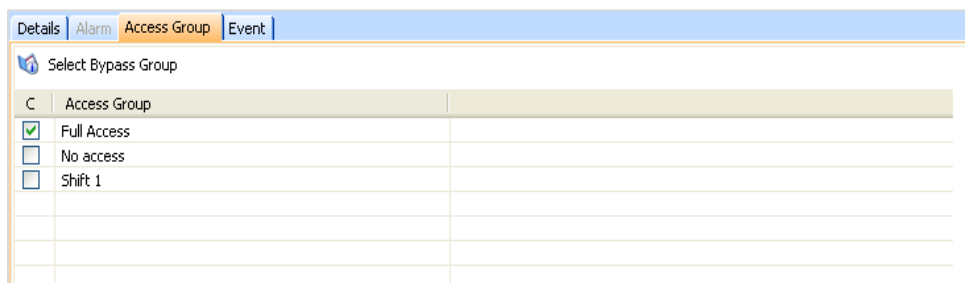 Details Alarm Access Group Event
Select Bypass Group
C Access Group
Full Access
No access
Shift 1